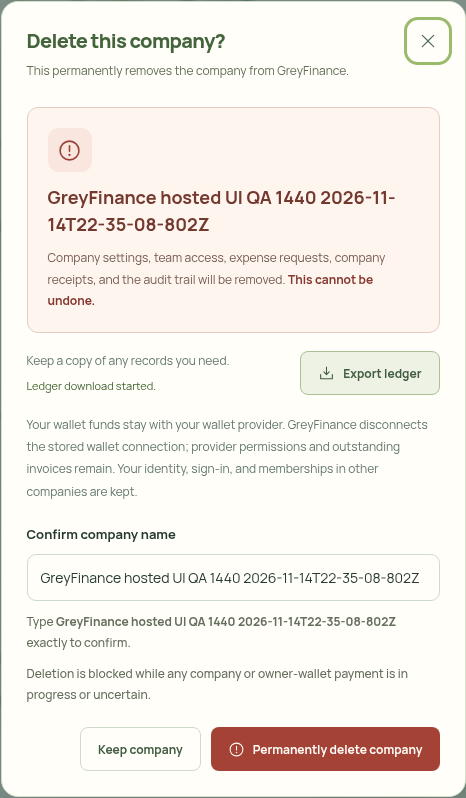 Delete this company?
This permanently removes the company from GreyFinance.
GreyFinance hosted UI QA 1440 2026-11-
14T22-35-08-802Z
Company settings, team access, expense requests, company
receipts, and the audit trail will be removed. This cannot be
undone.
Keep a copy of any records you need.
Ledger download started.
Export ledger
Your wallet funds stay with your wallet provider. GreyFinance disconnects
the stored wallet connection; provider permissions and outstanding
invoices remain. Your identity, sign-in, and memberships in other
companies are kept.
Confirm company name
GreyFinance hosted UI QA 1440 2026-11-14T22-35-08-802Z
Type GreyFinance hosted UI QA 1440 2026-11-14T22-35-08-802Z
exactly to confirm.
Deletion is blocked while any company or owner-wallet payment is in
progress or uncertain.
Keep company
Permanently delete company